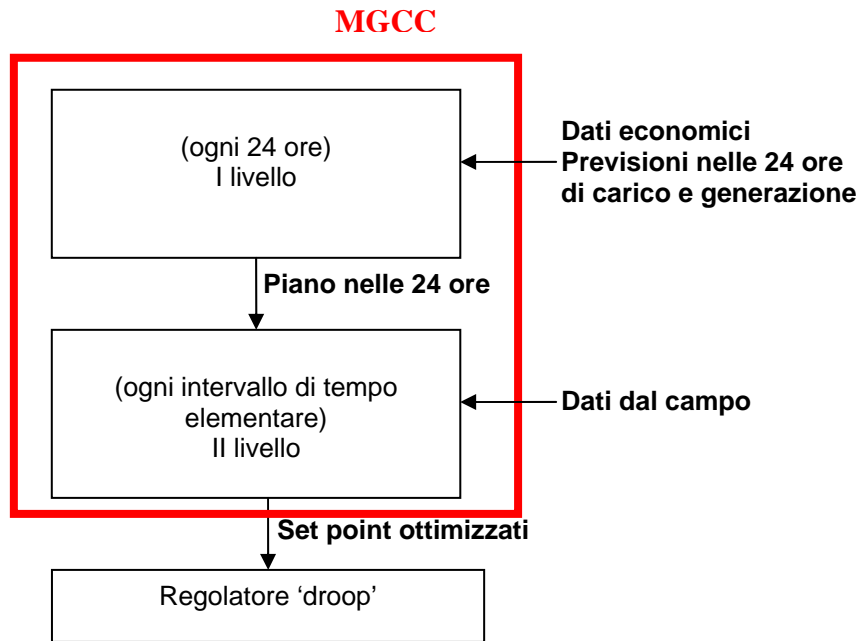 MGCC
(ogni 24 ore)
I livello
Dati economici
Previsioni nelle 24 ore
di carico e generazione
Piano nelle 24 ore
(ogni intervallo di tempo
elementare)
II livello
Dati dal campo
Set point ottimizzati
Regolatore ‘droop’